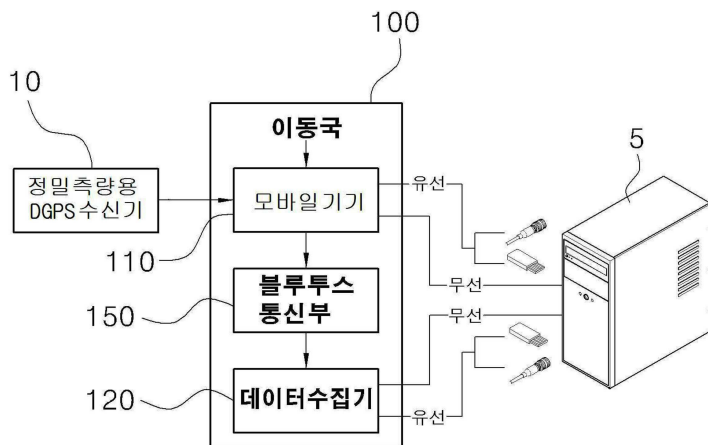 100
10
이동국
5
정밀측량용
DGPS수신기
모바일기기
유선
110
무선
블루투스
통신부
150
무선
데이터수집기
120
유선